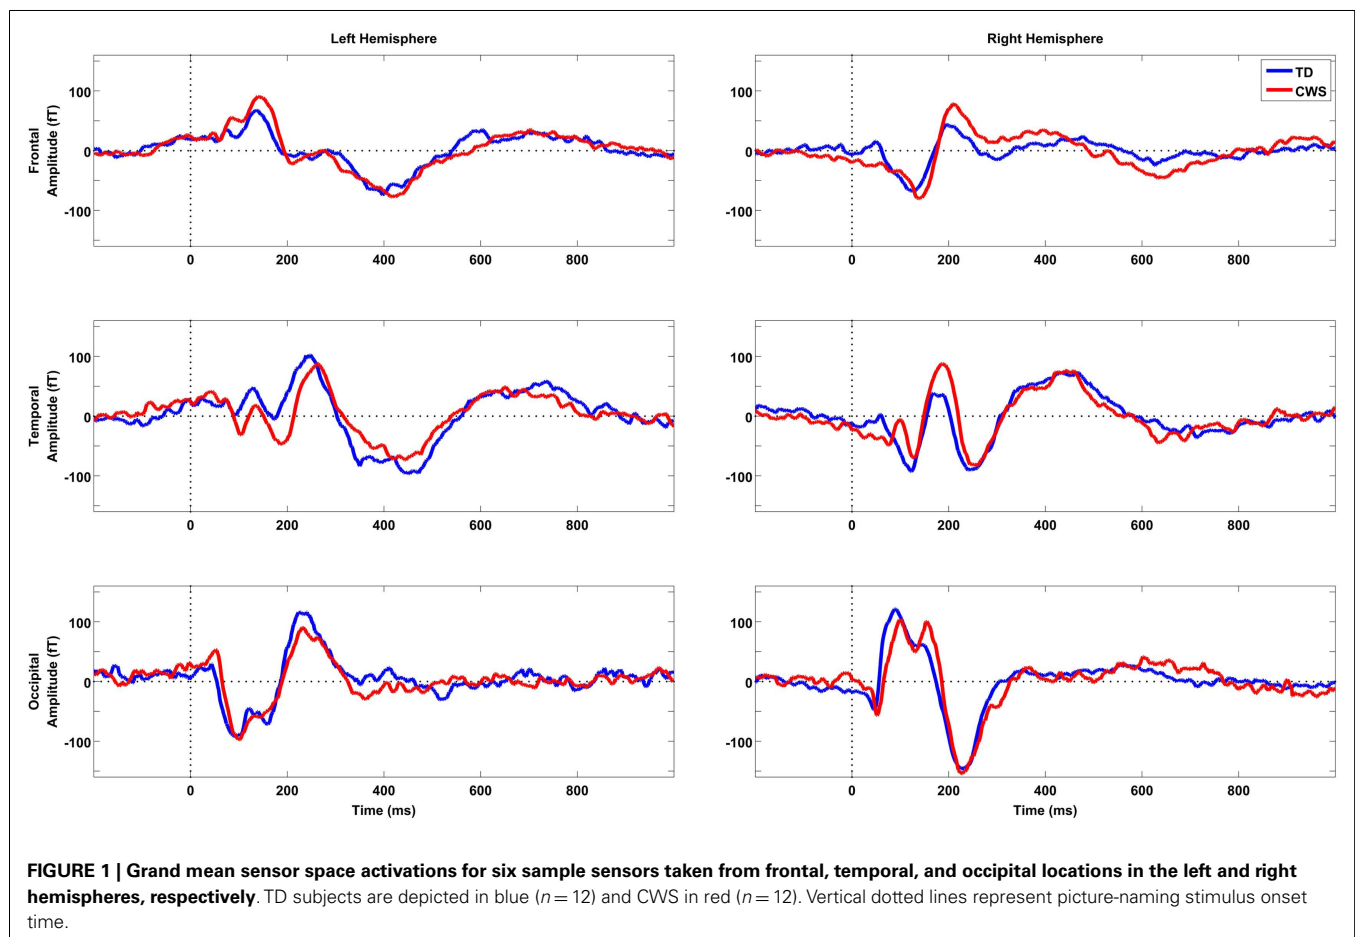 Left Hemisphere
Right Hemisphere
Frontal
Amplitude (fT)
100
0
-100
0 200 400 600 800
100
0
-100
0 200 400 600 800
TD
CWS
Temporal
Amplitude (fT)
100
0
-100
0 200 400 600 800
100
0
-100
0 200 400 600 800
Occipital
Amplitude (fT)
100
0
-100
0 200 400 600 800
Time (ms)
100
0
-100
0 200 400 600 800
Time (ms)
FIGURE 1 | Grand mean sensor space activations for six sample sensors taken from frontal, temporal, and occipital locations in the left and right
hemispheres, respectively. TD subjects are depicted in blue (n = 12) and CWS in red (n = 12). Vertical dotted lines represent picture-naming stimulus onset
time.